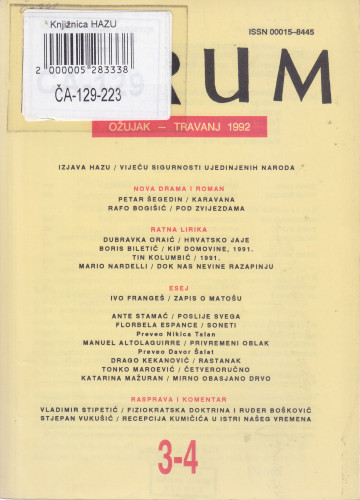 Knjižnica HAZU
2 000005 283338
ČA-129-223
ISSN 00015–8445
RUM
OŽUJAK – TRAVANJ 1992
IZJAVA HAZU / VIJEĆU SIGURNOSTI UJEDINJENIH NARODA
NOVA DRAMA I ROMAN
PETAR ŠEGEDIN / KARAVANA
RAFO BOGIŠIĆ / POD ZVIJEZDAMA
RATNA LIRIKA
DUBRAVKA ORAIĆ / HRVATSKO JAJE
BORIS BILETIĆ / KIP DOMOVINE, 1991.
TIN KOLUMBIĆ / 1991.
MARIO NARDELLI / DOK NAS NEVINE RAZAPINJU
ESEJ
IVO FRANGEŠ / ZAPIS O MATOŠU
ANTE STAMAĆ / POSLIJE SVEGA
FLORBELA ESPANCE / SONETI
Preveo Nikica Talan
MANUEL ALTOLAGUIRRE / PRIVREMENI OBLAK
Preveo Davor Šalat
DRAGO KEKANOVIĆ / RASTANAK
TONKO MAROEVIĆ / ČETVERORUČNO
KATARINA MAŽURAN / MIRNO OBASJANO DRVO
RASPRAVA I KOMENTAR
VLADIMIR STIPETIĆ / FIZIOKRATSKA DOKTRINA I RUĐER BOŠKOVIĆ
STJEPAN VUKUŠIĆ / RECEPCIJA KUMIČIĆA U ISTRI NAŠEG VREMENA
3-4